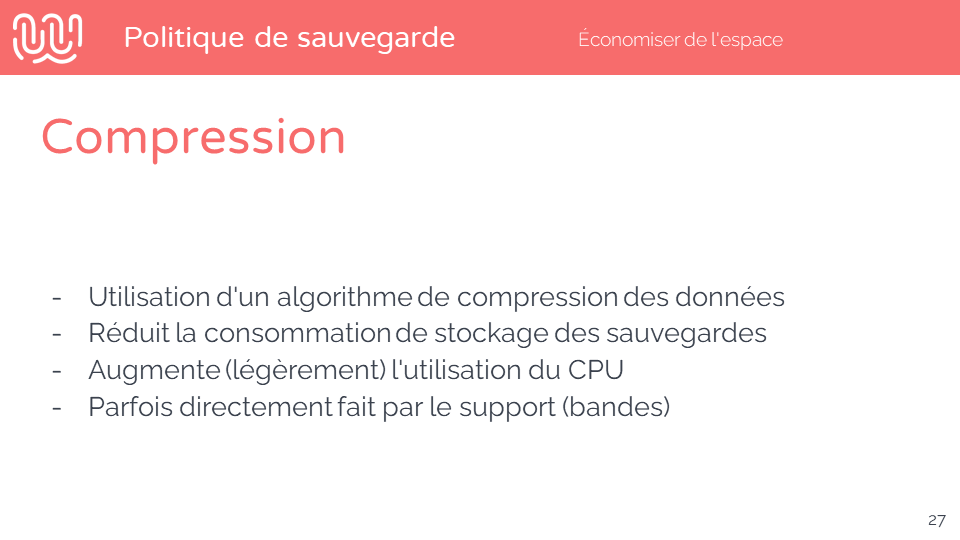 Politique de sauvegarde
Économiser de l'espace
Compression
- Utilisation d'un algorithme de compression des données
- Réduit la consommation de stockage des sauvegardes
- Augmente (légèrement) l'utilisation du CPU
- Parfois directement fait par le support (bandes)
27